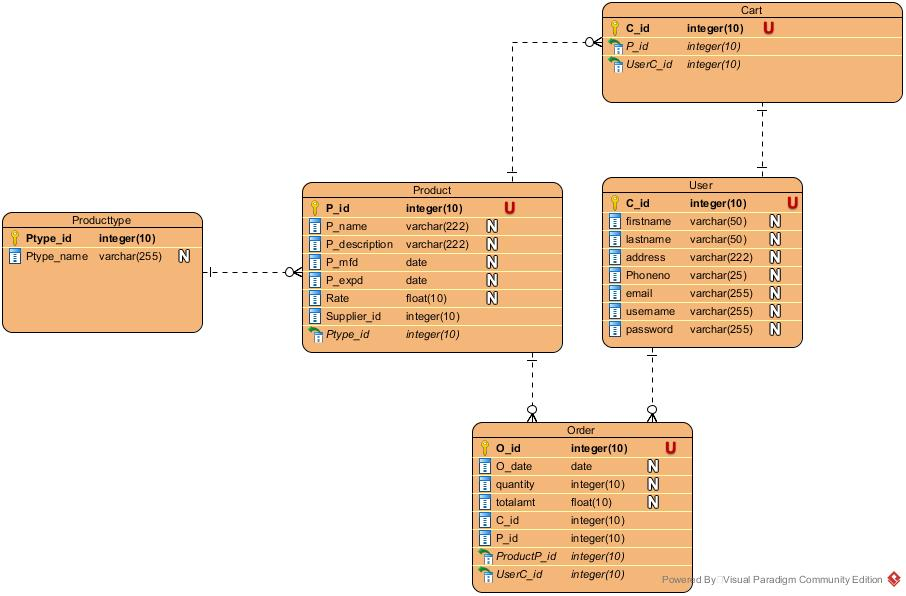 Cart
C_id integer(10) U
P_id integer(10)
UserC_id integer(10)
Product
P_id integer(10) U
P_name varchar(222) N
P_description varchar(222) N
P_mfd date N
P_expd date N
Rate float(10) N
Supplier_id integer(10)
Ptype_id integer(10)
User
C_id integer(10) U
firstname varchar(50) N
lastname varchar(50) N
address varchar(222) N
Phoneno varchar(25) N
email varchar(255) N
username varchar(255) N
password varchar(255) N
Producttype
Ptype_id integer(10)
Ptype_name varchar(255) N
Order
O_id integer(10) U
O_date date N
quantity integer(10) N
totalamt float(10) N
C_id integer(10)
P_id integer(10)
ProductP_id integer(10)
UserC_id integer(10)
Powered By Visual Paradigm Community Edition